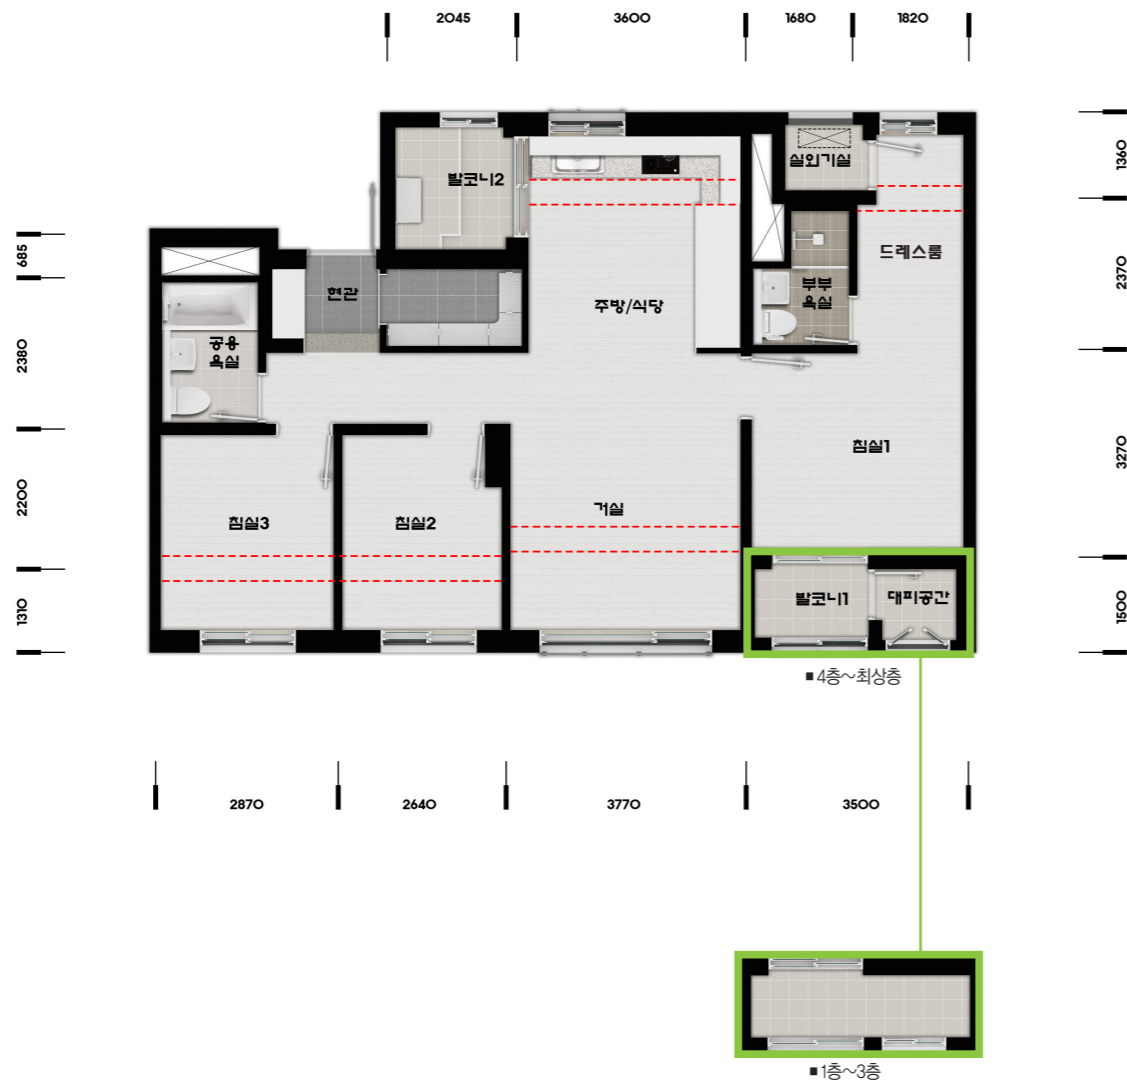 2045
3600
1680
1820
1360
685
2370
2380
3270
2200
1310
1500
발코니2
실외기실
드레스룸
현관
부부
욕실
주방/식당
공용
욕실
침실1
거실
침실3
침실2
발코니1
대피공간
■ 4층~최상층
2870
2640
3770
3500
■ 1층~3층